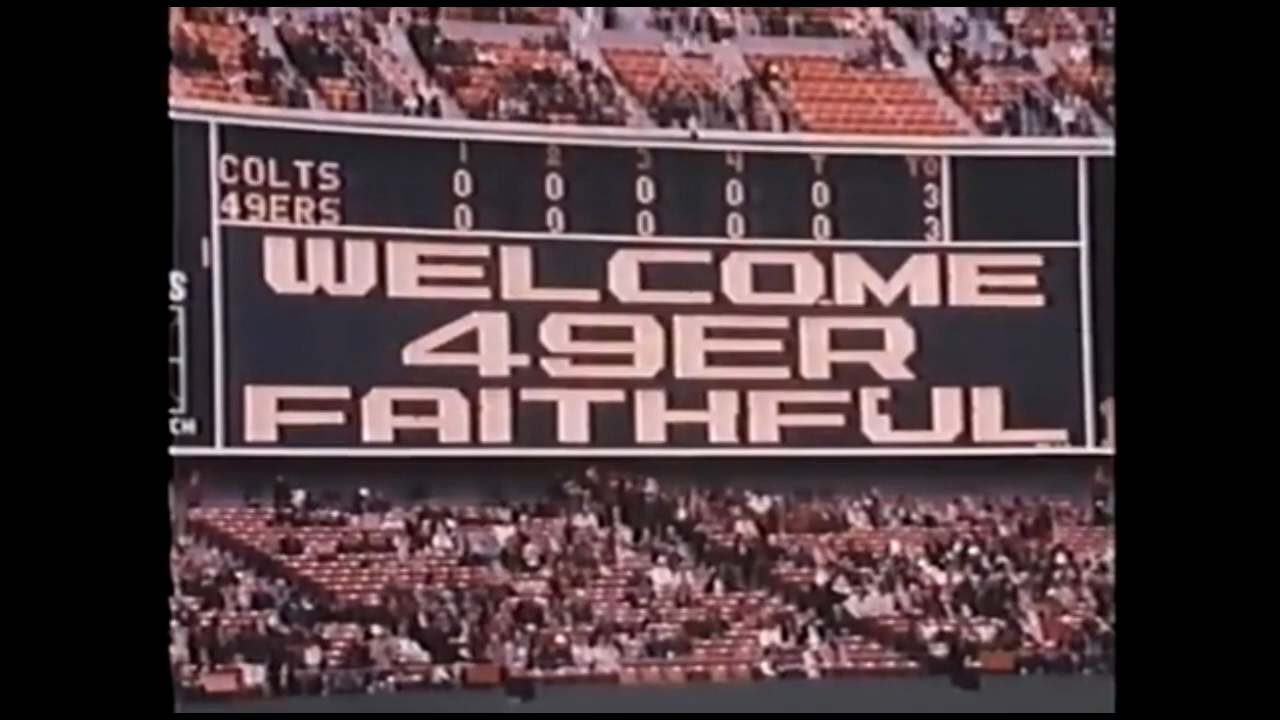 1 2 3 4 T TO
COLTS 0 0 0 0 0 3
49ERS 0 0 0 0 0 3
WELCOME
49ER
FAITHFUL
S
CH